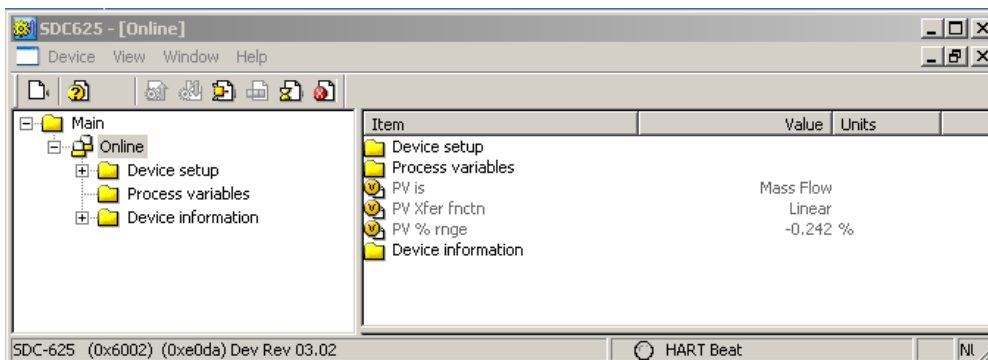 SDC625 - [Online]
Device View Window Help
Main
Online
Device setup
Process variables
Device information
Item Value Units
Device setup
Process variables
PV is Mass Flow
PV Xfer fnctn Linear
PV % rnge -0.242 %
Device information
SDC-625 (0x6002) (0xe0da) Dev Rev 03.02 HART Beat